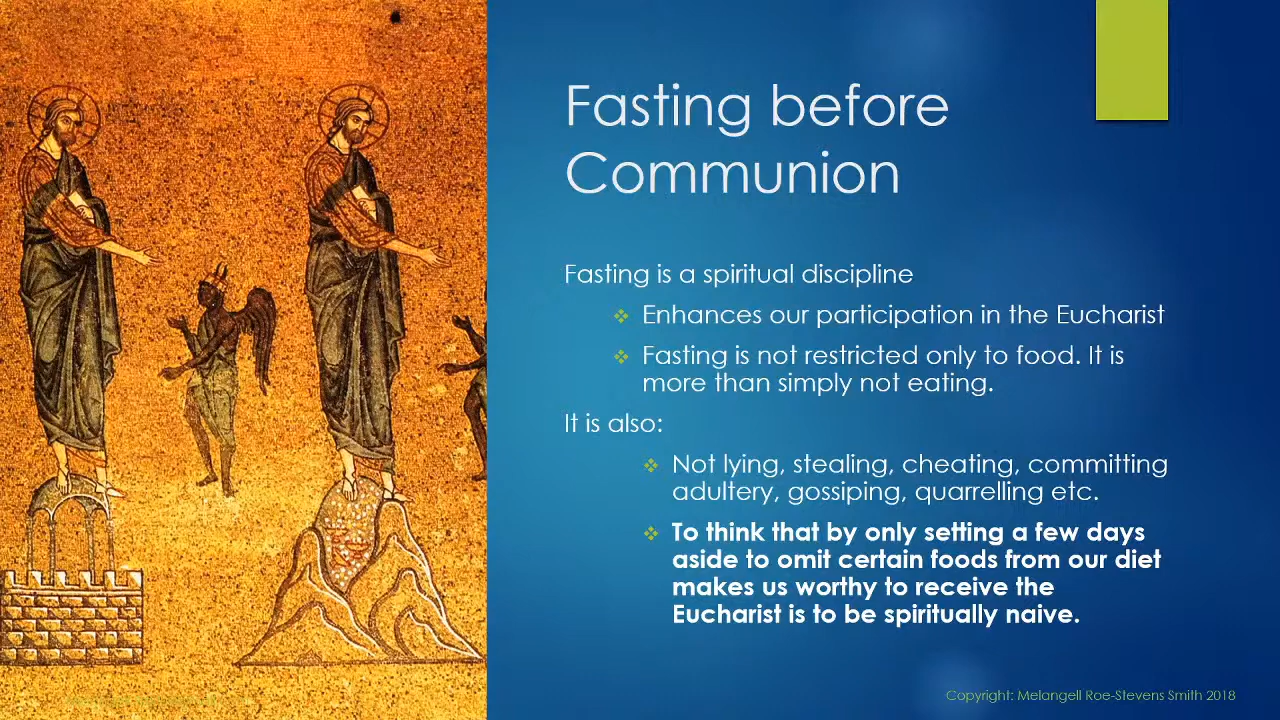 Fasting before
Communion
Fasting is a spiritual discipline
Enhances our participation in the Eucharist
Fasting is not restricted only to food. It is
more than simply not eating.
It is also:
Not lying, stealing, cheating, committing
adultery, gossiping, quarrelling etc.
To think that by only setting a few days
aside to omit certain foods from our diet
makes us worthy to receive the
Eucharist is to be spiritually naive.
Copyright: Melangell Roe-Stevens Smith 2018